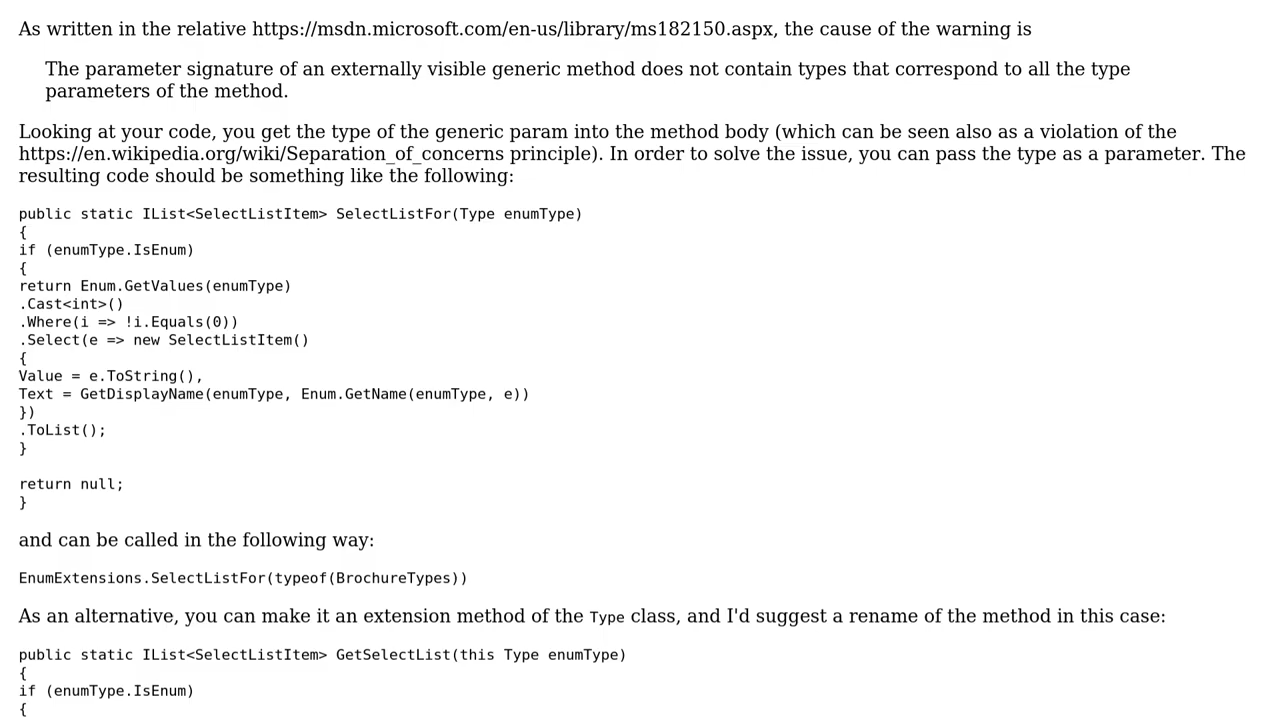 As written in the relative https://msdn.microsoft.com/en-us/library/ms182150.aspx, the cause of the warning is
The parameter signature of an externally visible generic method does not contain types that correspond to all the type
parameters of the method.
Looking at your code, you get the type of the generic param into the method body (which can be seen also as a violation of the
https://en.wikipedia.org/wiki/Separation_of_concerns principle). In order to solve the issue, you can pass the type as a parameter. The
resulting code should be something like the following:
public static IList<SelectListItem> SelectListFor(Type enumType)
{
if (enumType.IsEnum)
{
return Enum.GetValues(enumType)
.Cast<int>()
.Where(i => !i.Equals(0))
.Select(e => new SelectListItem()
{
Value = e.ToString(),
Text = GetDisplayName(enumType, Enum.GetName(enumType, e))
})
.ToList();
}
return null;
}
and can be called in the following way:
EnumExtensions.SelectListFor(typeof(BrochureTypes))
As an alternative, you can make it an extension method of the Type class, and I'd suggest a rename of the method in this case:
public static IList<SelectListItem> GetSelectList(this Type enumType)
{
if (enumType.IsEnum)
{